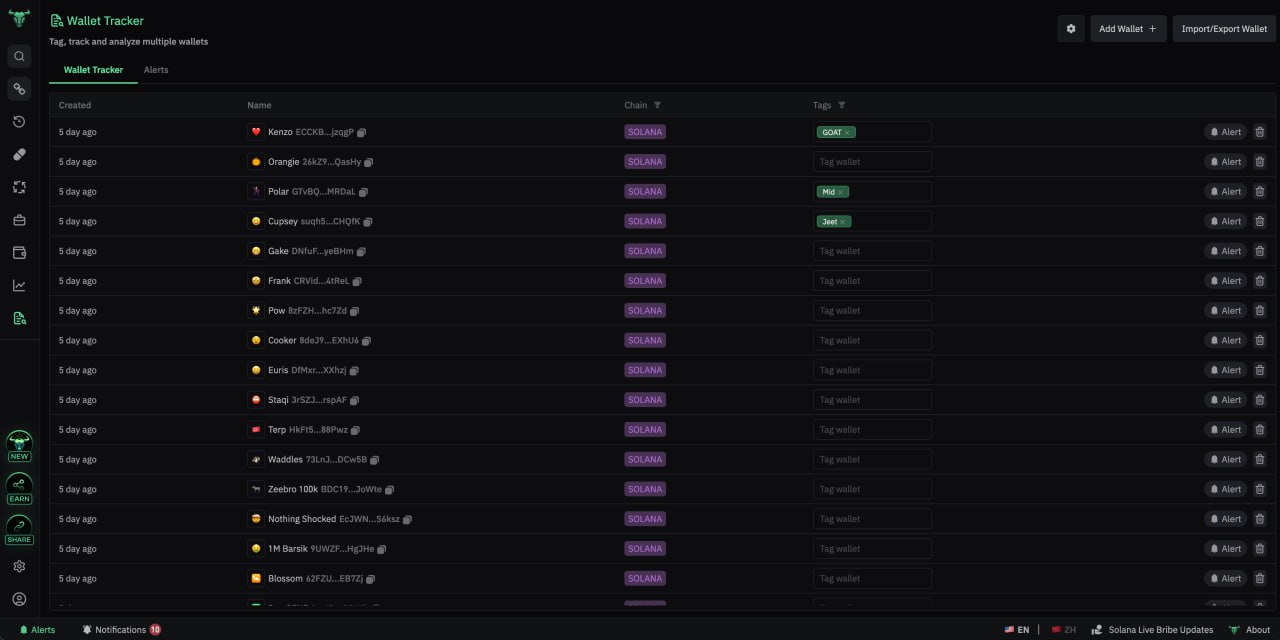 Wallet Tracker
Tag, track and analyze multiple wallets
Add Wallet +
Import/Export Wallet
Wallet Tracker Alerts
Created Name Chain Tags
5 day ago Kenzo ECCKB...jzqgP SOLANA GOAT × Alert
5 day ago Orangie 26kZ9...QasHy SOLANA Tag wallet Alert
5 day ago Polar GTvBQ...MRDaL SOLANA Mid × Alert
5 day ago Cupsey suqh5...CHQfK SOLANA Jeet × Alert
5 day ago Gake DNfuF...yeBHm SOLANA Tag wallet Alert
5 day ago Frank CRVid...4tReL SOLANA Tag wallet Alert
5 day ago Pow 8zFZH...hc7Zd SOLANA Tag wallet Alert
5 day ago Cooker 8deJ9...EXhU6 SOLANA Tag wallet Alert
5 day ago Euris DfMxr...XXhzj SOLANA Tag wallet Alert
5 day ago Staqi 3rSZJ...rspAF SOLANA Tag wallet Alert
5 day ago Terp HkFt5...88Pwz SOLANA Tag wallet Alert
5 day ago Waddles 73LnJ...DCw5B SOLANA Tag wallet Alert
5 day ago Zeebro 100k BDC19...JoWte SOLANA Tag wallet Alert
5 day ago Nothing Shocked EcJWN...S6ksz SOLANA Tag wallet Alert
5 day ago 1M Barsik 9UWZF...HgJHe SOLANA Tag wallet Alert
5 day ago Blossom 62FZU...EB7Zj SOLANA Tag wallet Alert
NEW
EARN
SHARE
Alerts Notifications 10 EN | ZH Solana Live Bribe Updates About